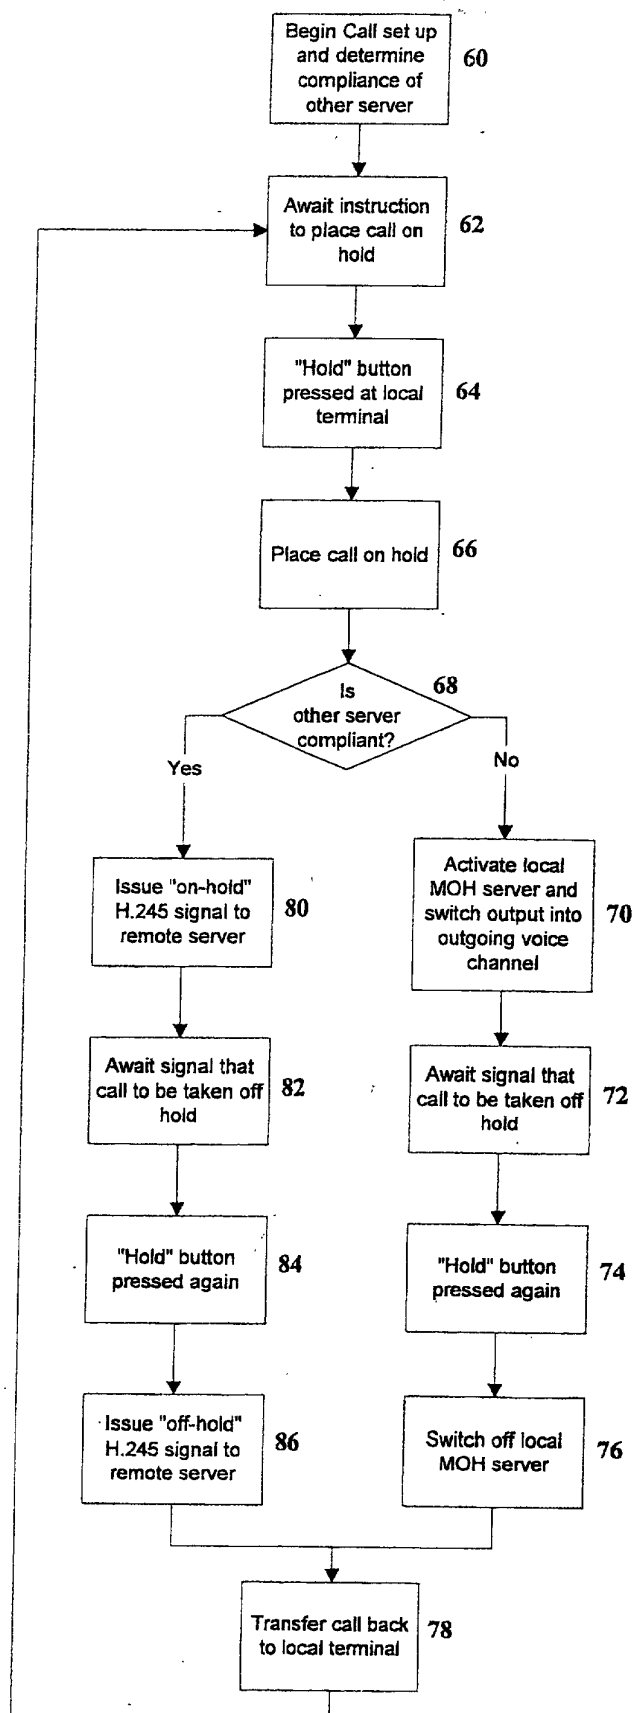 Begin Call set up
and determine
compliance of
other server
60
Await instruction
to place call on
hold
62
"Hold" button
pressed at local
terminal
64
Place call on hold
66
68
Is
other server
compliant?
Yes
No
Issue "on-hold"
H.245 signal to
remote server
80
Activate local
MOH server and
switch output into
outgoing voice
channel
70
Await signal that
call to be taken off
hold
82
Await signal that
call to be taken off
hold
72
"Hold" button
pressed again
84
"Hold" button
pressed again
74
Issue "off-hold"
H.245 signal to
remote server
86
Switch off local
MOH server
76
Transfer call back
to local terminal
78